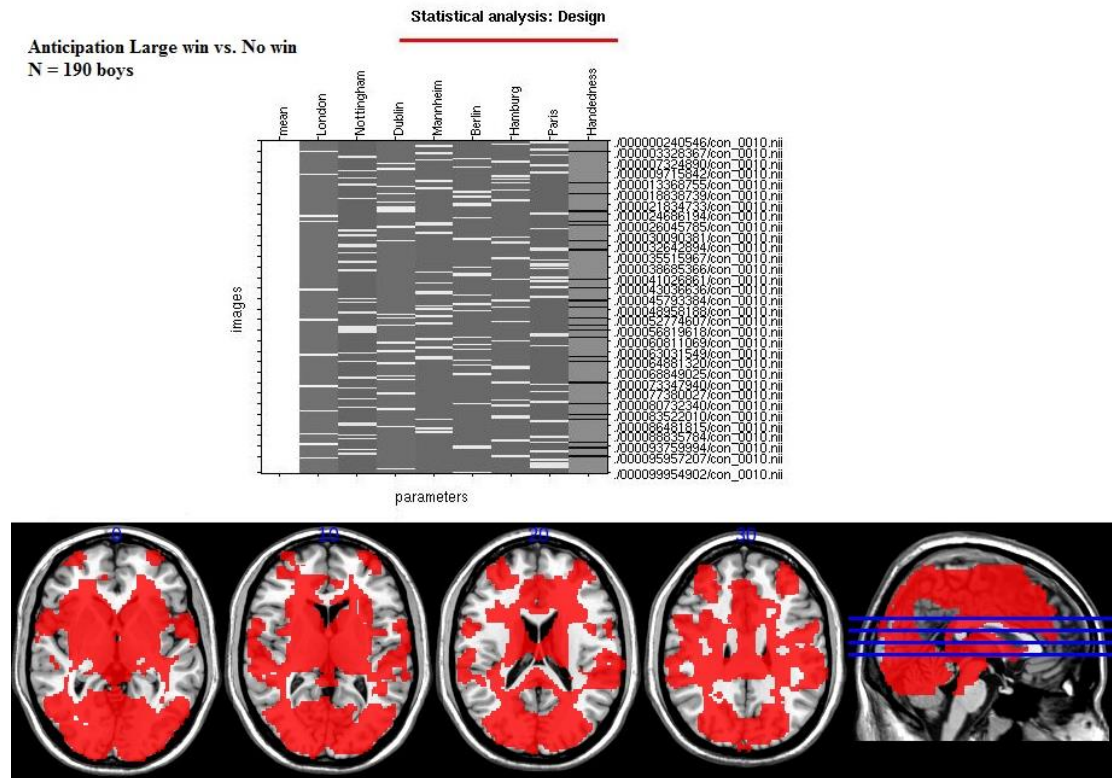 Statistical analysis: Design
Anticipation Large win vs. No win
N = 190 boys
mean
London
Nottingham
Dublin
Mannheim
Berlin
Hamburg
Paris
Handedness
./000000240546/con_0010.nii
./000003328367/con_0010.nii
./000007324890/con_0010.nii
./000009715842/con_0010.nii
./000013368755/con_0010.nii
./000018838739/con_0010.nii
./000021834733/con_0010.nii
./000024686194/con_0010.nii
./000026045785/con_0010.nii
./000030090381/con_0010.nii
./000032642894/con_0010.nii
./000035515967/con_0010.nii
./000038685366/con_0010.nii
./000041026861/con_0010.nii
./000043036636/con_0010.nii
./000045793384/con_0010.nii
./000048958188/con_0010.nii
./000052774607/con_0010.nii
./000056819618/con_0010.nii
./000060811069/con_0010.nii
./000063031549/con_0010.nii
./000064881320/con_0010.nii
./000068849025/con_0010.nii
./000073347940/con_0010.nii
./000077380027/con_0010.nii
./000080732340/con_0010.nii
./000083522010/con_0010.nii
./000086481815/con_0010.nii
./000088835784/con_0010.nii
./000093759994/con_0010.nii
./000095957207/con_0010.nii
./000099954902/con_0010.nii
images
parameters
0
10
20
30